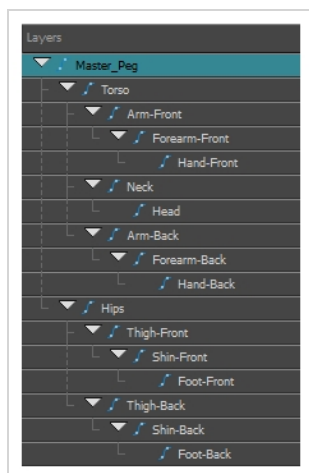 Layers
Master_Peg
Torso
Arm-Front
Forearm-Front
Hand-Front
Neck
Head
Arm-Back
Forearm-Back
Hand-Back
Hips
Thigh-Front
Shin-Front
Foot-Front
Thigh-Back
Shin-Back
Foot-Back